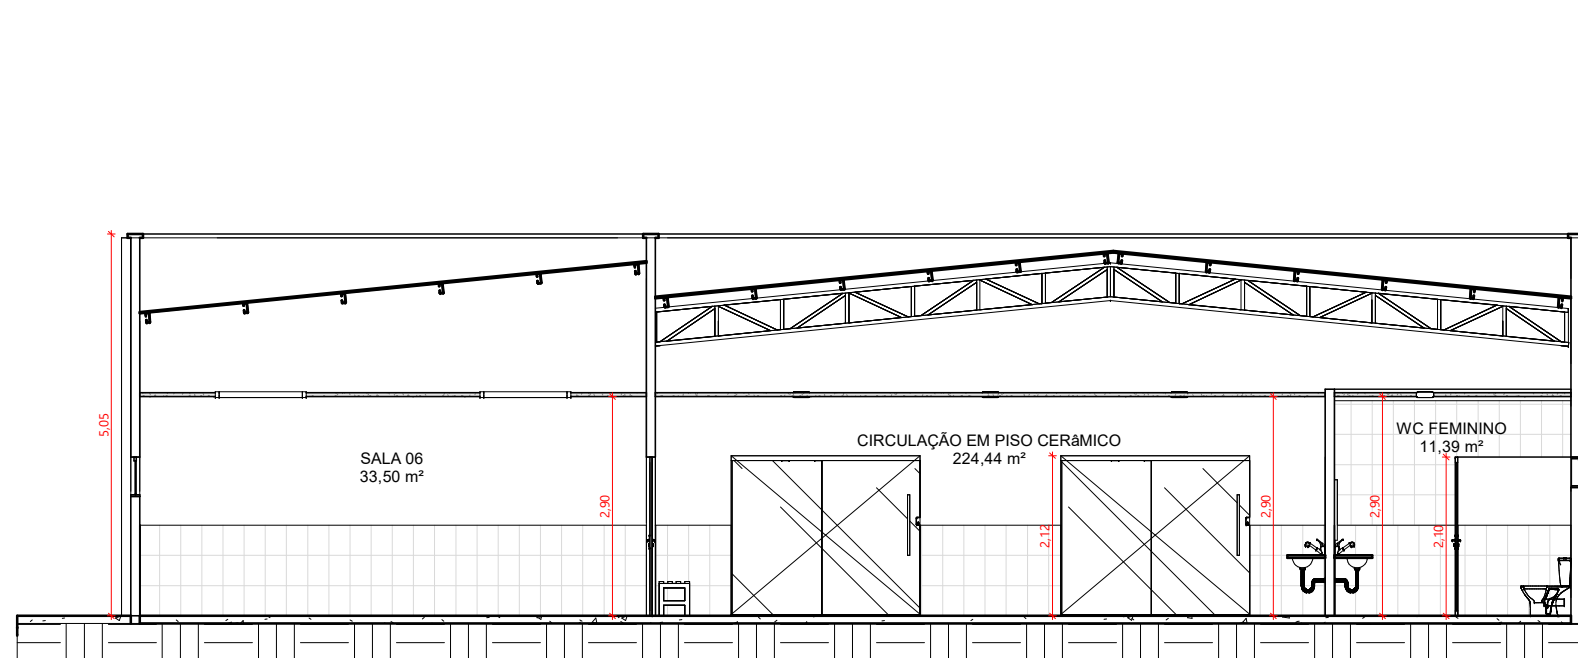 5,05
SALA 06
33,50 m²
2,90
CIRCULAÇÃO EM PISO CERâMICO
224,44 m²
2,12
2,90
WC FEMININO
11,39 m²
2,90
2,10